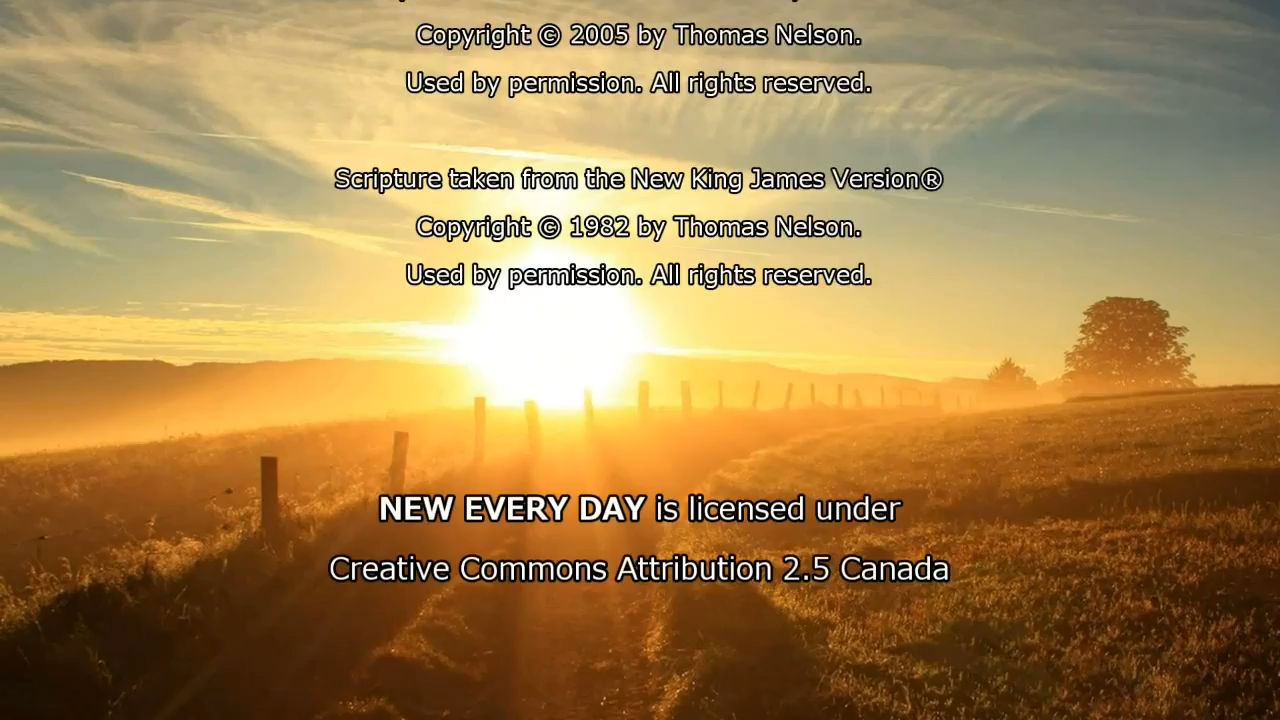 Copyright © 2005 by Thomas Nelson.
Used by permission. All rights reserved.
Scripture taken from the New King James Version®
Copyright © 1982 by Thomas Nelson.
Used by permission. All rights reserved.
NEW EVERY DAY is licensed under
Creative Commons Attribution 2.5 Canada